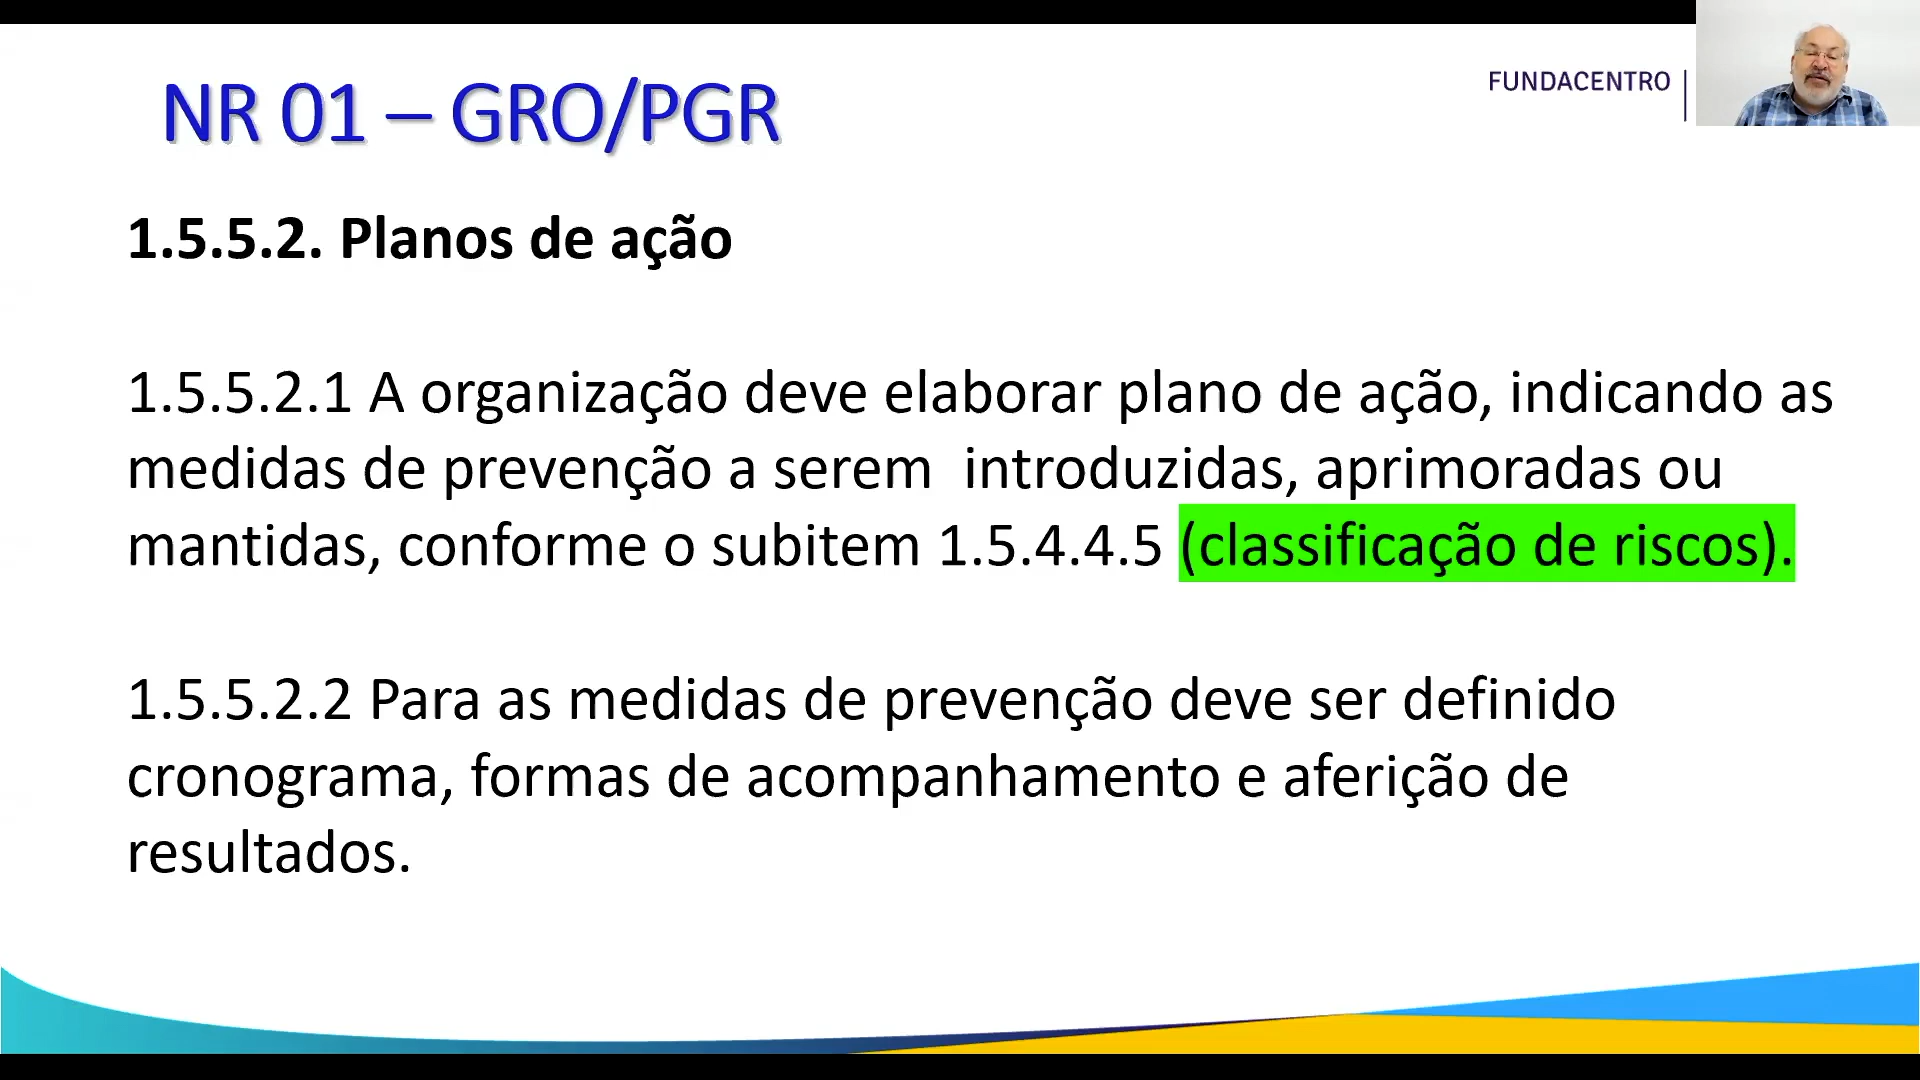 NR 01 – GRO/PGR
FUNDACENTRO
1.5.5.2. Planos de ação
1.5.5.2.1 A organização deve elaborar plano de ação, indicando as
medidas de prevenção a serem  introduzidas, aprimoradas ou
mantidas, conforme o subitem 1.5.4.4.5 (classificação de riscos).
1.5.5.2.2 Para as medidas de prevenção deve ser definido
cronograma, formas de acompanhamento e aferição de
resultados.